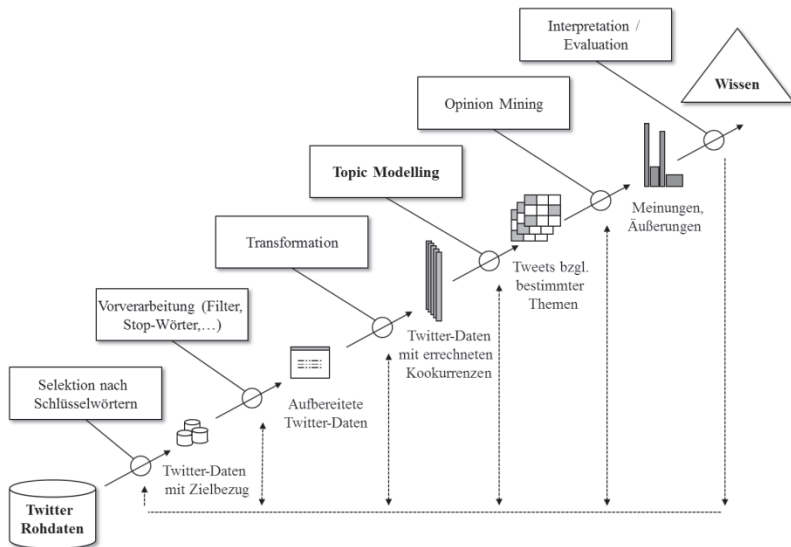 Interpretation /
Evaluation
Wissen
Opinion Mining
Topic Modelling
Meinungen,
Äußerungen
Transformation
Tweets bzgl.
bestimmter
Themen
Vorverarbeitung (Filter,
Stop-Wörter,…)
Twitter-Daten
mit errechneten
Kookurrenzen
Selektion nach
Schlüsselwörtern
Aufbereitete
Twitter-Daten
Twitter-Daten
mit Zielbezug
Twitter
Rohdaten